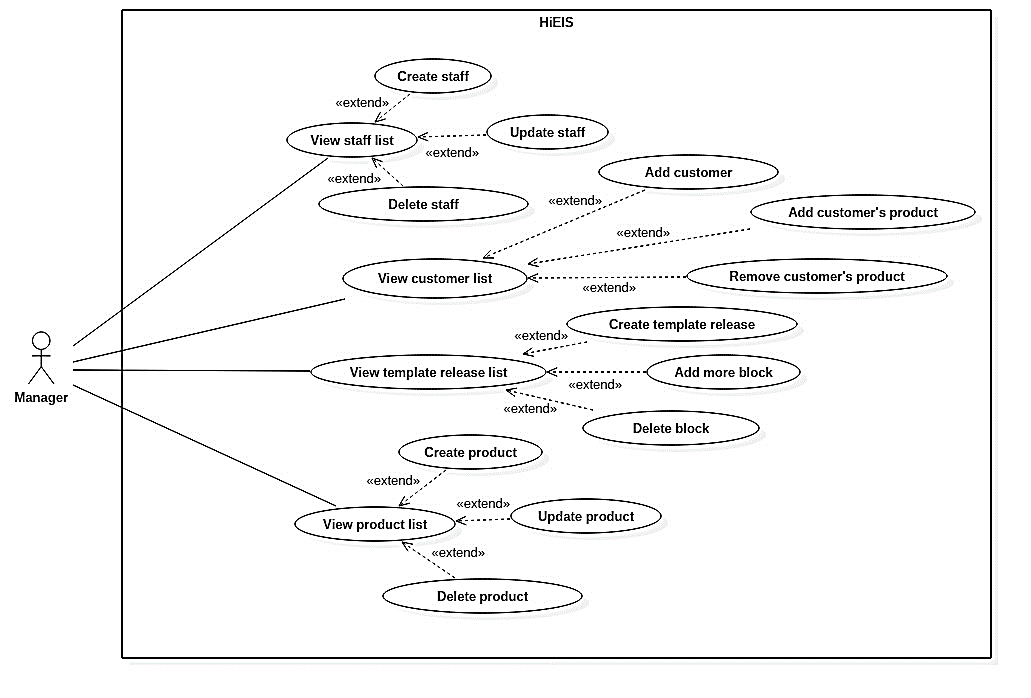 HiEIS
Create staff
«extend»
View staff list
Update staff
«extend»
«extend»
Delete staff
Add customer
«extend»
Add customer's product
«extend»
View customer list
Remove customer's product
«extend»
Create template release
«extend»
View template release list
Add more block
«extend»
Manager
«extend»
Delete block
Create product
«extend»
«extend»
Update product
View product list
«extend»
Delete product